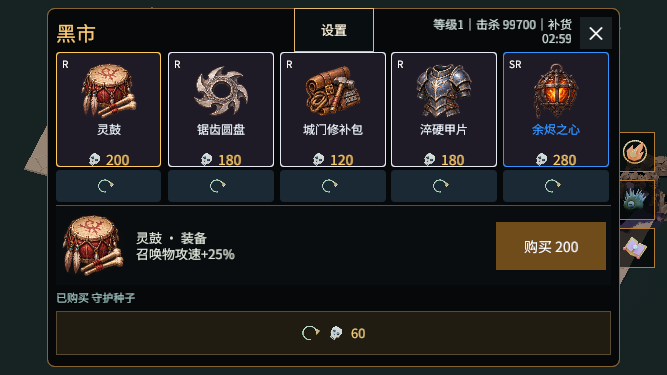 黑市
设置
等级1｜击杀 99700｜补货
02:59
R
灵鼓
200
R
锯齿圆盘
180
R
城门修补包
120
R
淬硬甲片
180
SR
余烬之心
280
灵鼓 · 装备
召唤物攻速+25%
购买 200
已购买 守护种子
60